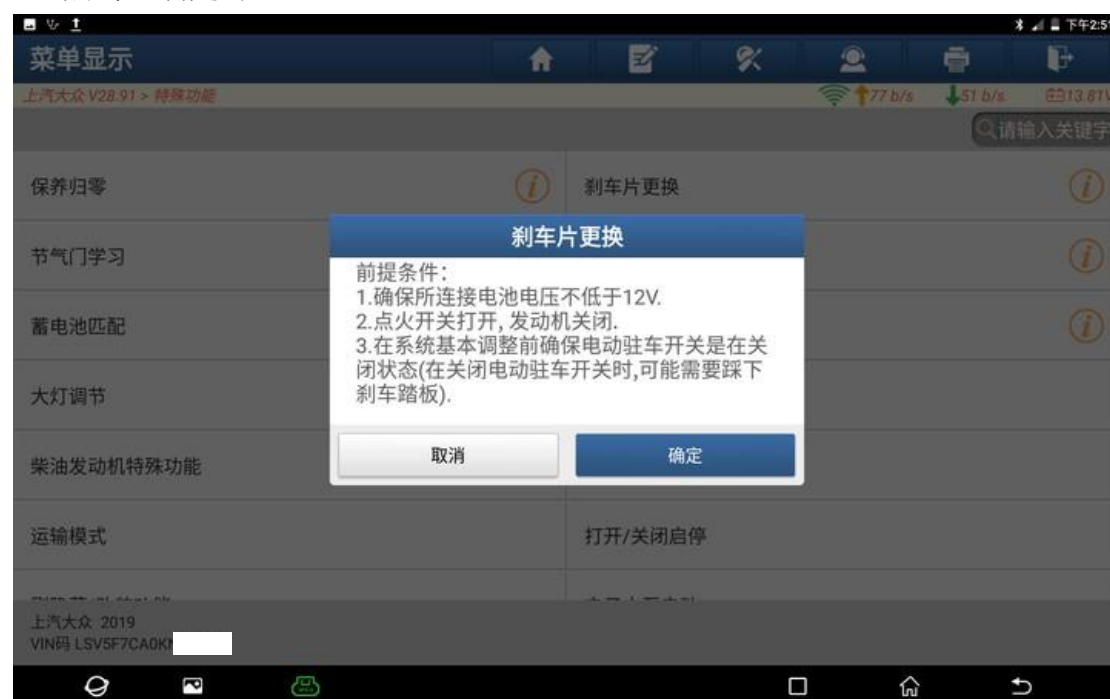 下午2:51
菜单显示
上汽大众 V28.91 > 特殊功能
77 b/s 51 b/s 13.81V
请输入关键字
保养归零
刹车片更换
节气门学习
蓄电池匹配
大灯调节
柴油发动机特殊功能
运输模式
打开/关闭启停
刹车片更换
前提条件:
1.确保所连接电池电压不低于12V.
2.点火开关打开, 发动机关闭.
3.在系统基本调整前确保电动驻车开关是在关
闭状态(在关闭电动驻车开关时,可能需要踩下
刹车踏板).
取消
确定
上汽大众 2019
VIN码 LSV5F7CA0K